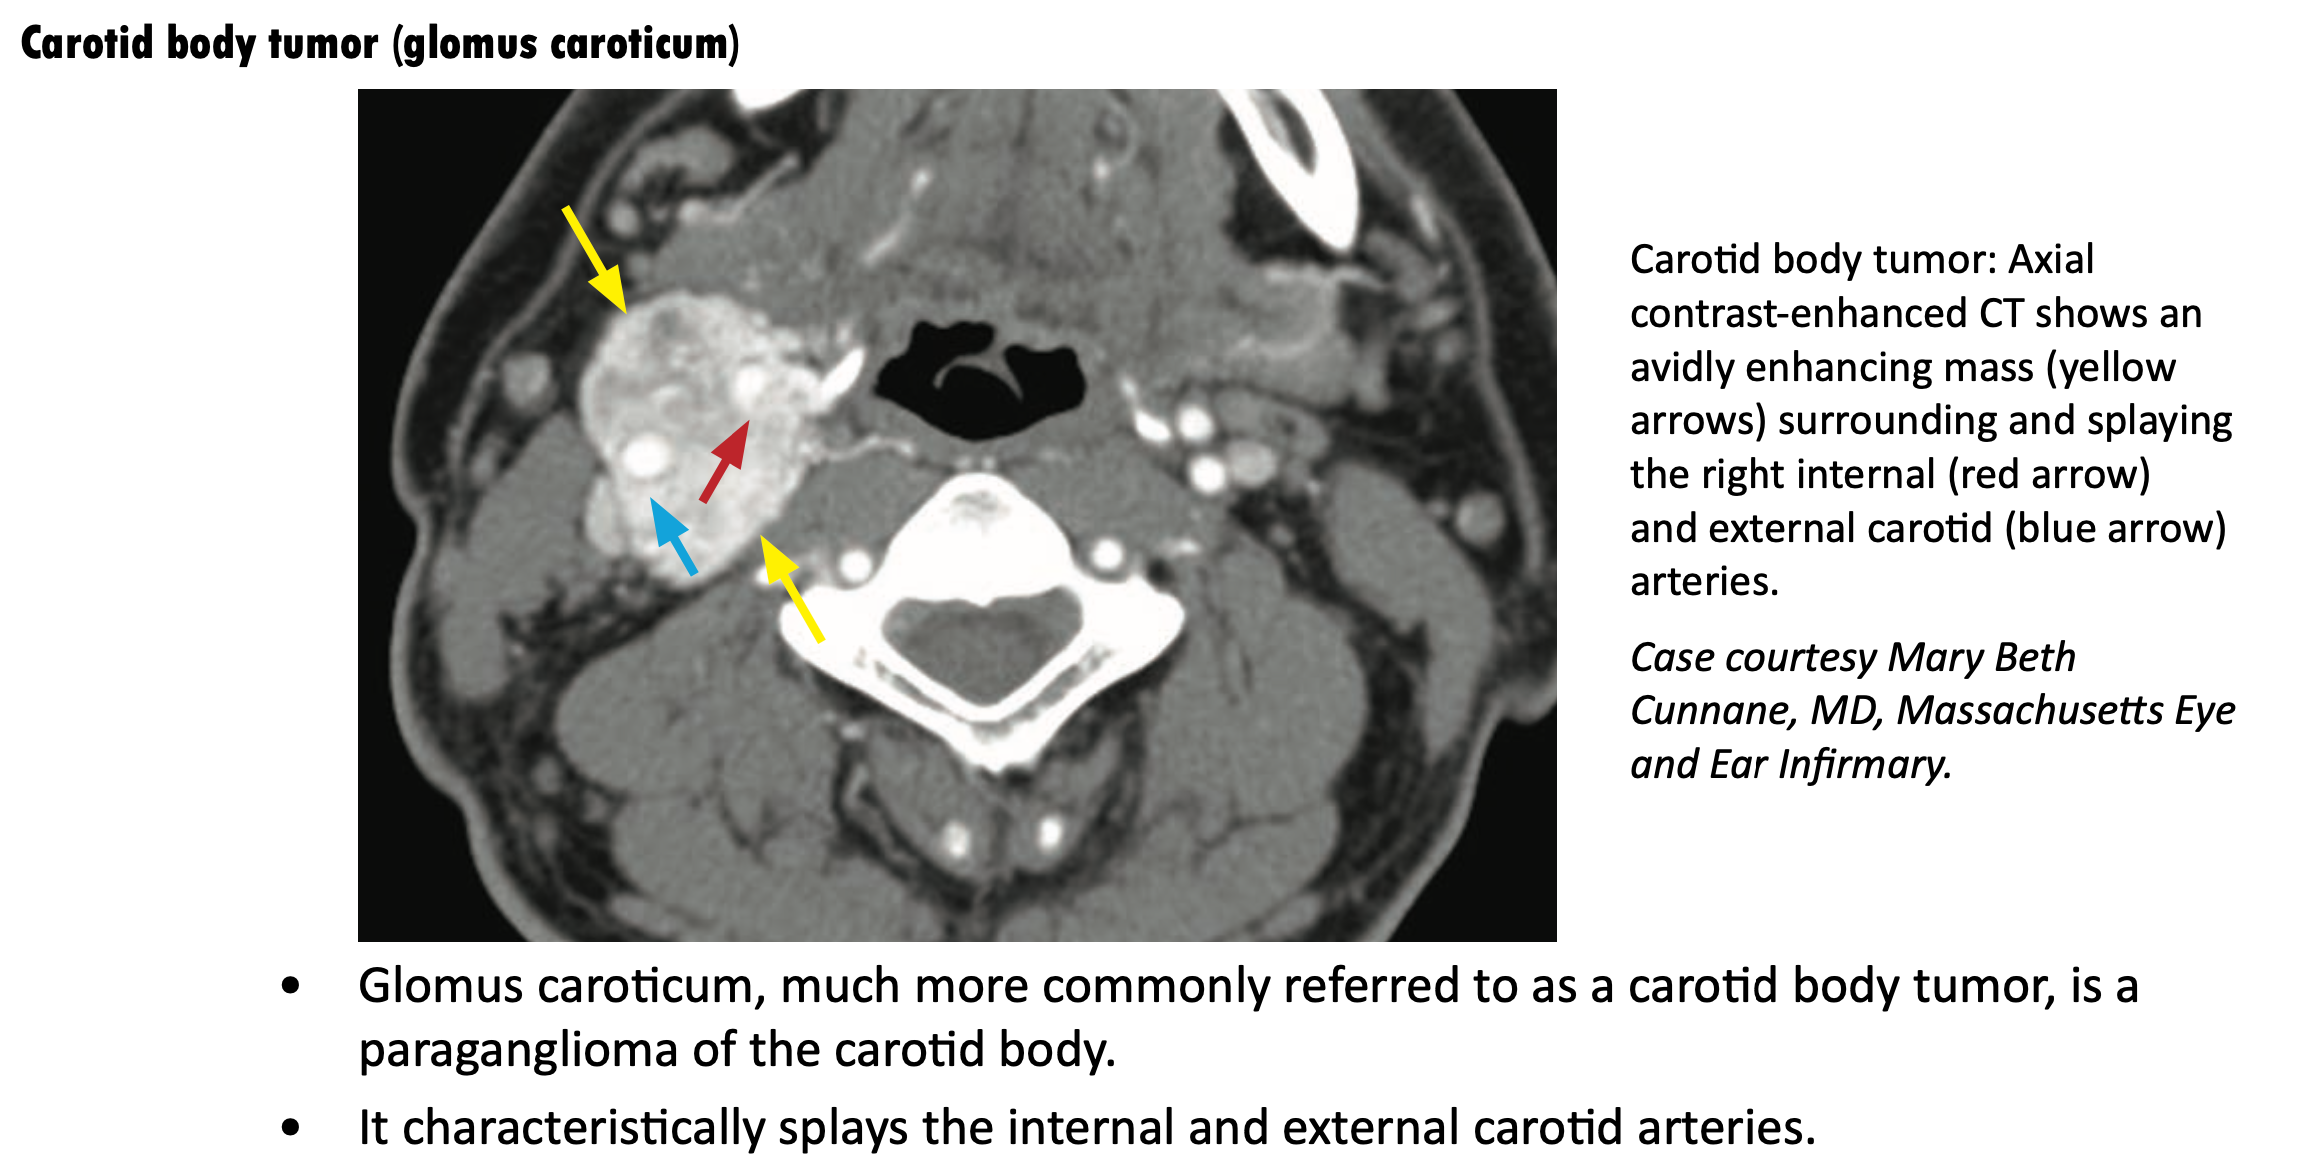 Carotid body tumor (glomus caroticum)
Carotid body tumor: Axial
contrast-enhanced CT shows an
avidly enhancing mass (yellow
arrows) surrounding and splaying
the right internal (red arrow)
and external carotid (blue arrow)
arteries.
Case courtesy Mary Beth
Cunnane, MD, Massachusetts Eye
and Ear Infirmary.
• Glomus caroticum, much more commonly referred to as a carotid body tumor, is a
paraganglioma of the carotid body.
• It characteristically splays the internal and external carotid arteries.